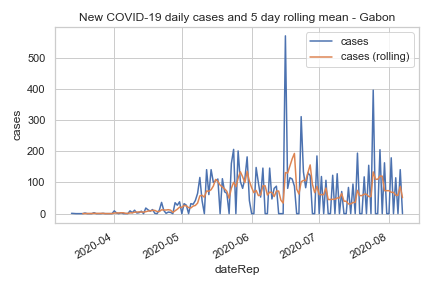 New COVID-19 daily cases and 5 day rolling mean - Gabon
cases
cases (rolling)
500
400
300
200
100
0
cases
2020-04
2020-05
2020-06
2020-07
2020-08
dateRep